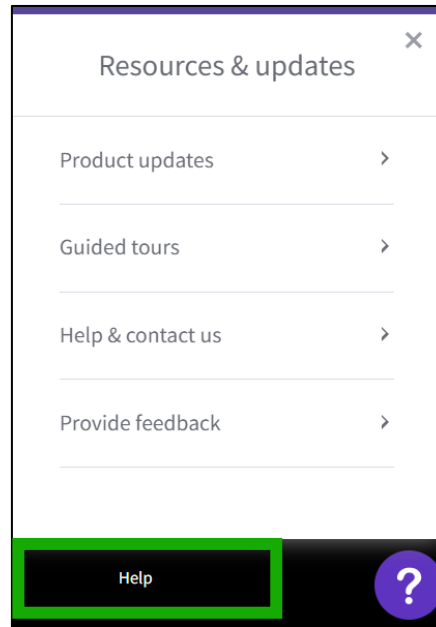 Resources & updates
Product updates
Guided tours
Help & contact us
Provide feedback
Help
?